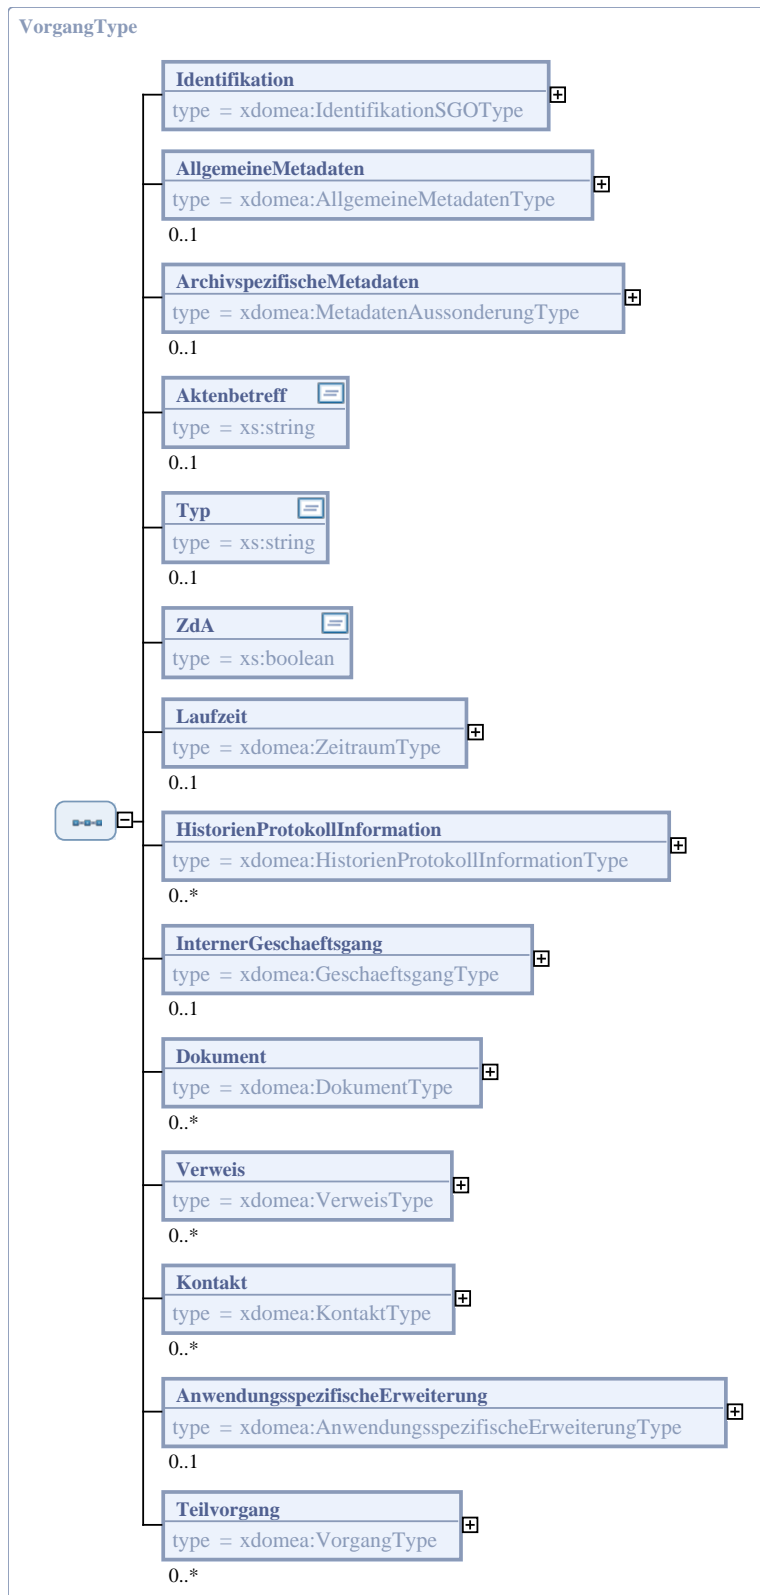 VorgangType
Identifikation
type = xdomea:IdentifikationSGOType
AllgemeineMetadaten
type = xdomea:AllgemeineMetadatenType
0..1
ArchivspezifischeMetadaten
type = xdomea:MetadatenAussonderungType
0..1
Aktenbetreff
type = xs:string
0..1
Typ
type = xs:string
0..1
ZdA
type = xs:boolean
Laufzeit
type = xdomea:ZeitraumType
0..1
HistorienProtokollInformation
type = xdomea:HistorienProtokollInformationType
0..*
InternerGeschaeftsgang
type = xdomea:GeschaeftsgangType
0..1
Dokument
type = xdomea:DokumentType
0..*
Verweis
type = xdomea:VerweisType
0..*
Kontakt
type = xdomea:KontaktType
0..*
AnwendungsspezifischeErweiterung
type = xdomea:AnwendungsspezifischeErweiterungType
0..1
Teilvorgang
type = xdomea:VorgangType
0..*